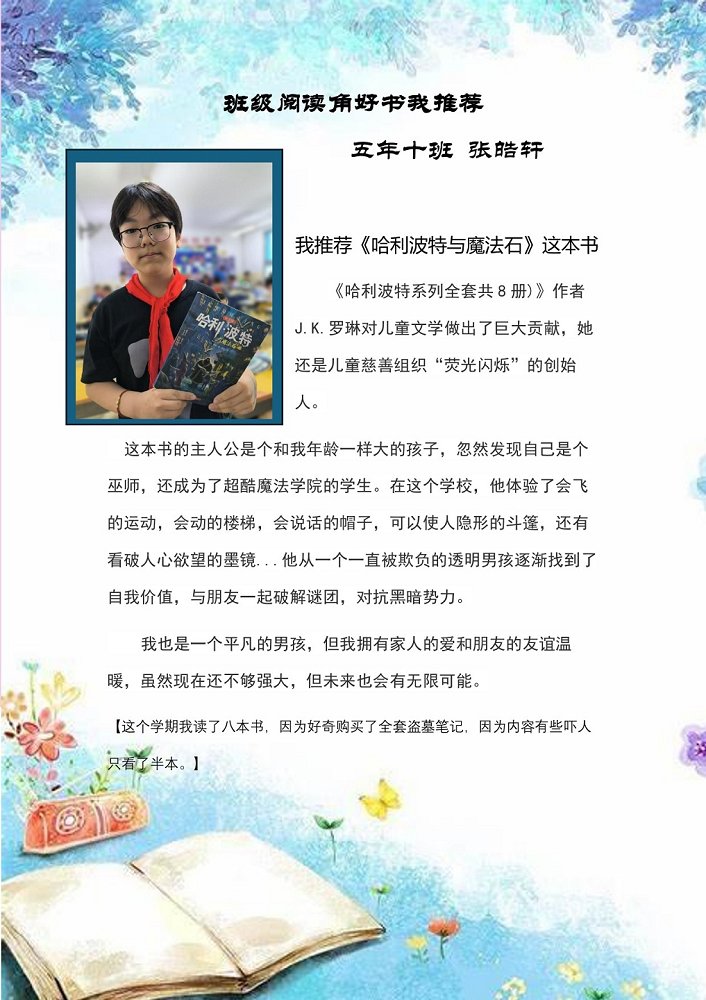 班级阅读角好书我推荐
五年十班 张皓轩
哈利·波特
我推荐《哈利波特与魔法石》这本书
《哈利波特系列全套共8册)》作者
J.K.罗琳对儿童文学做出了巨大贡献，她
还是儿童慈善组织“荧光闪烁”的创始
人。
这本书的主人公是个和我年龄一样大的孩子，忽然发现自己是个
巫师，还成为了超酷魔法学院的学生。在这个学校，他体验了会飞
的运动，会动的楼梯，会说话的帽子，可以使人隐形的斗篷，还有
看破人心欲望的墨镜...他从一个一直被欺负的透明男孩逐渐找到了
自我价值，与朋友一起破解谜团，对抗黑暗势力。
我也是一个平凡的男孩，但我拥有家人的爱和朋友的友谊温
暖，虽然现在还不够强大，但未来也会有无限可能。
【这个学期我读了八本书，因为好奇购买了全套盗墓笔记，因为内容有些吓人
只看了半本。】